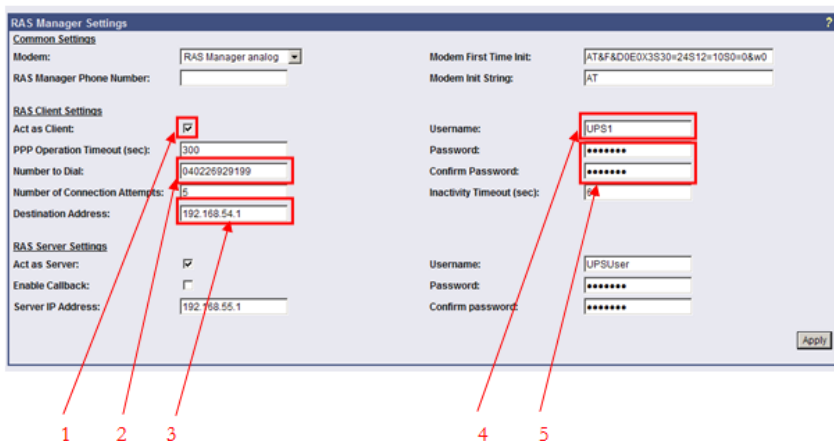 RAS Manager Settings ?
Common Settings
Modem: RAS Manager analog Modem First Time Init: AT&F&D0E0X3S30=24S12=10S0=0&w0
RAS Manager Phone Number: Modem Init String: AT
RAS Client Settings
Act as Client: Username: UPS1
PPP Operation Timeout (sec): 300 Password: •••••••
Number to Dial: 040226929199 Confirm Password: •••••••
Number of Connection Attempts: 5 Inactivity Timeout (sec):
Destination Address: 192.168.54.1
RAS Server Settings
Act as Server: Username: UPSUser
Enable Callback: Password: •••••••
Server IP Address: 192.168.55.1 Confirm password: •••••••
Apply
1 2 3 4 5